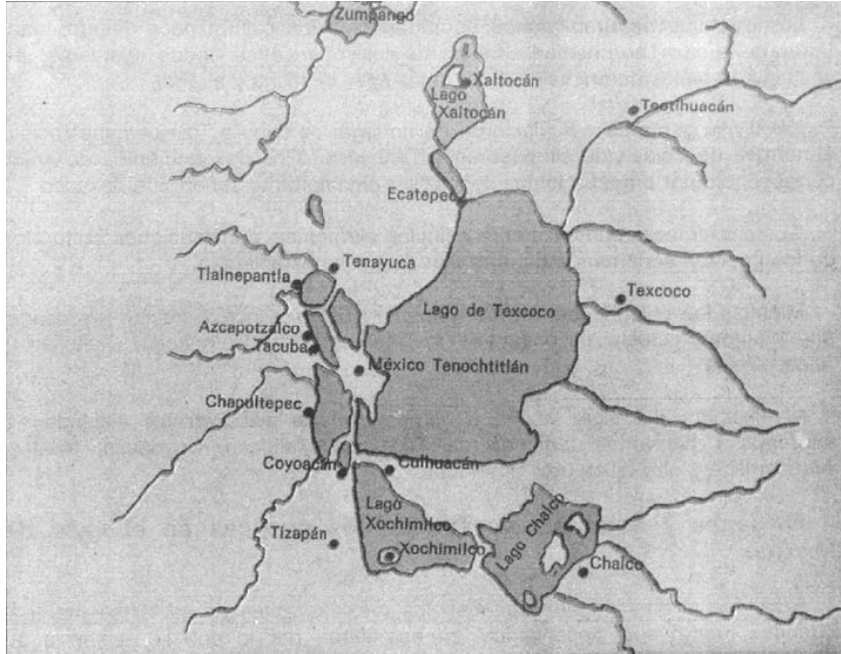 Zumpango
Xaltocán
Lago
Xaltocán
Teotihuacán
Ecatepec
Tenayuca
Tlalnepantla
Lago de Texcoco
Texcoco
Azcapotzalco
Tacuba
México Tenochtitlán
Chapultepec
Coyoacán
Culhuacán
Lago
Xochimilco
Lago Chalco
Tizapán
Xochimilco
Chalco